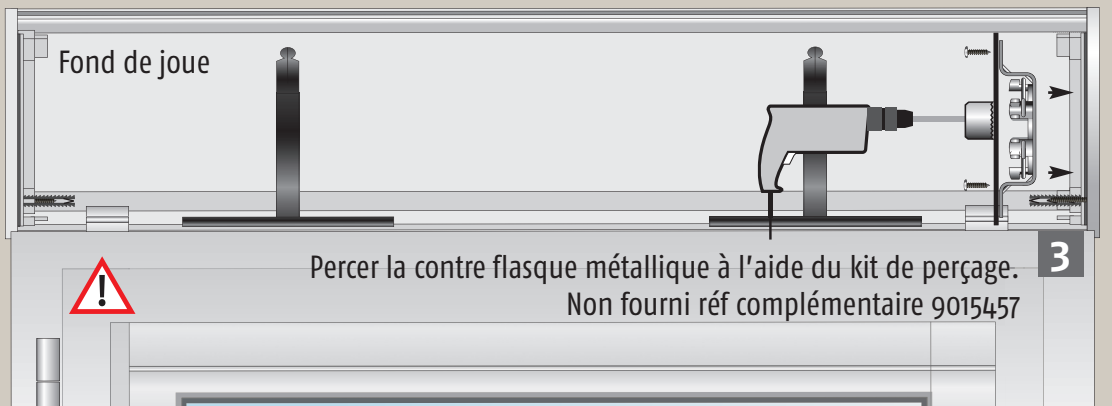 Fond de joue
3
Percer la contre flasque métallique à l'aide du kit de perçage.
Non fourni réf complémentaire 9015457
!